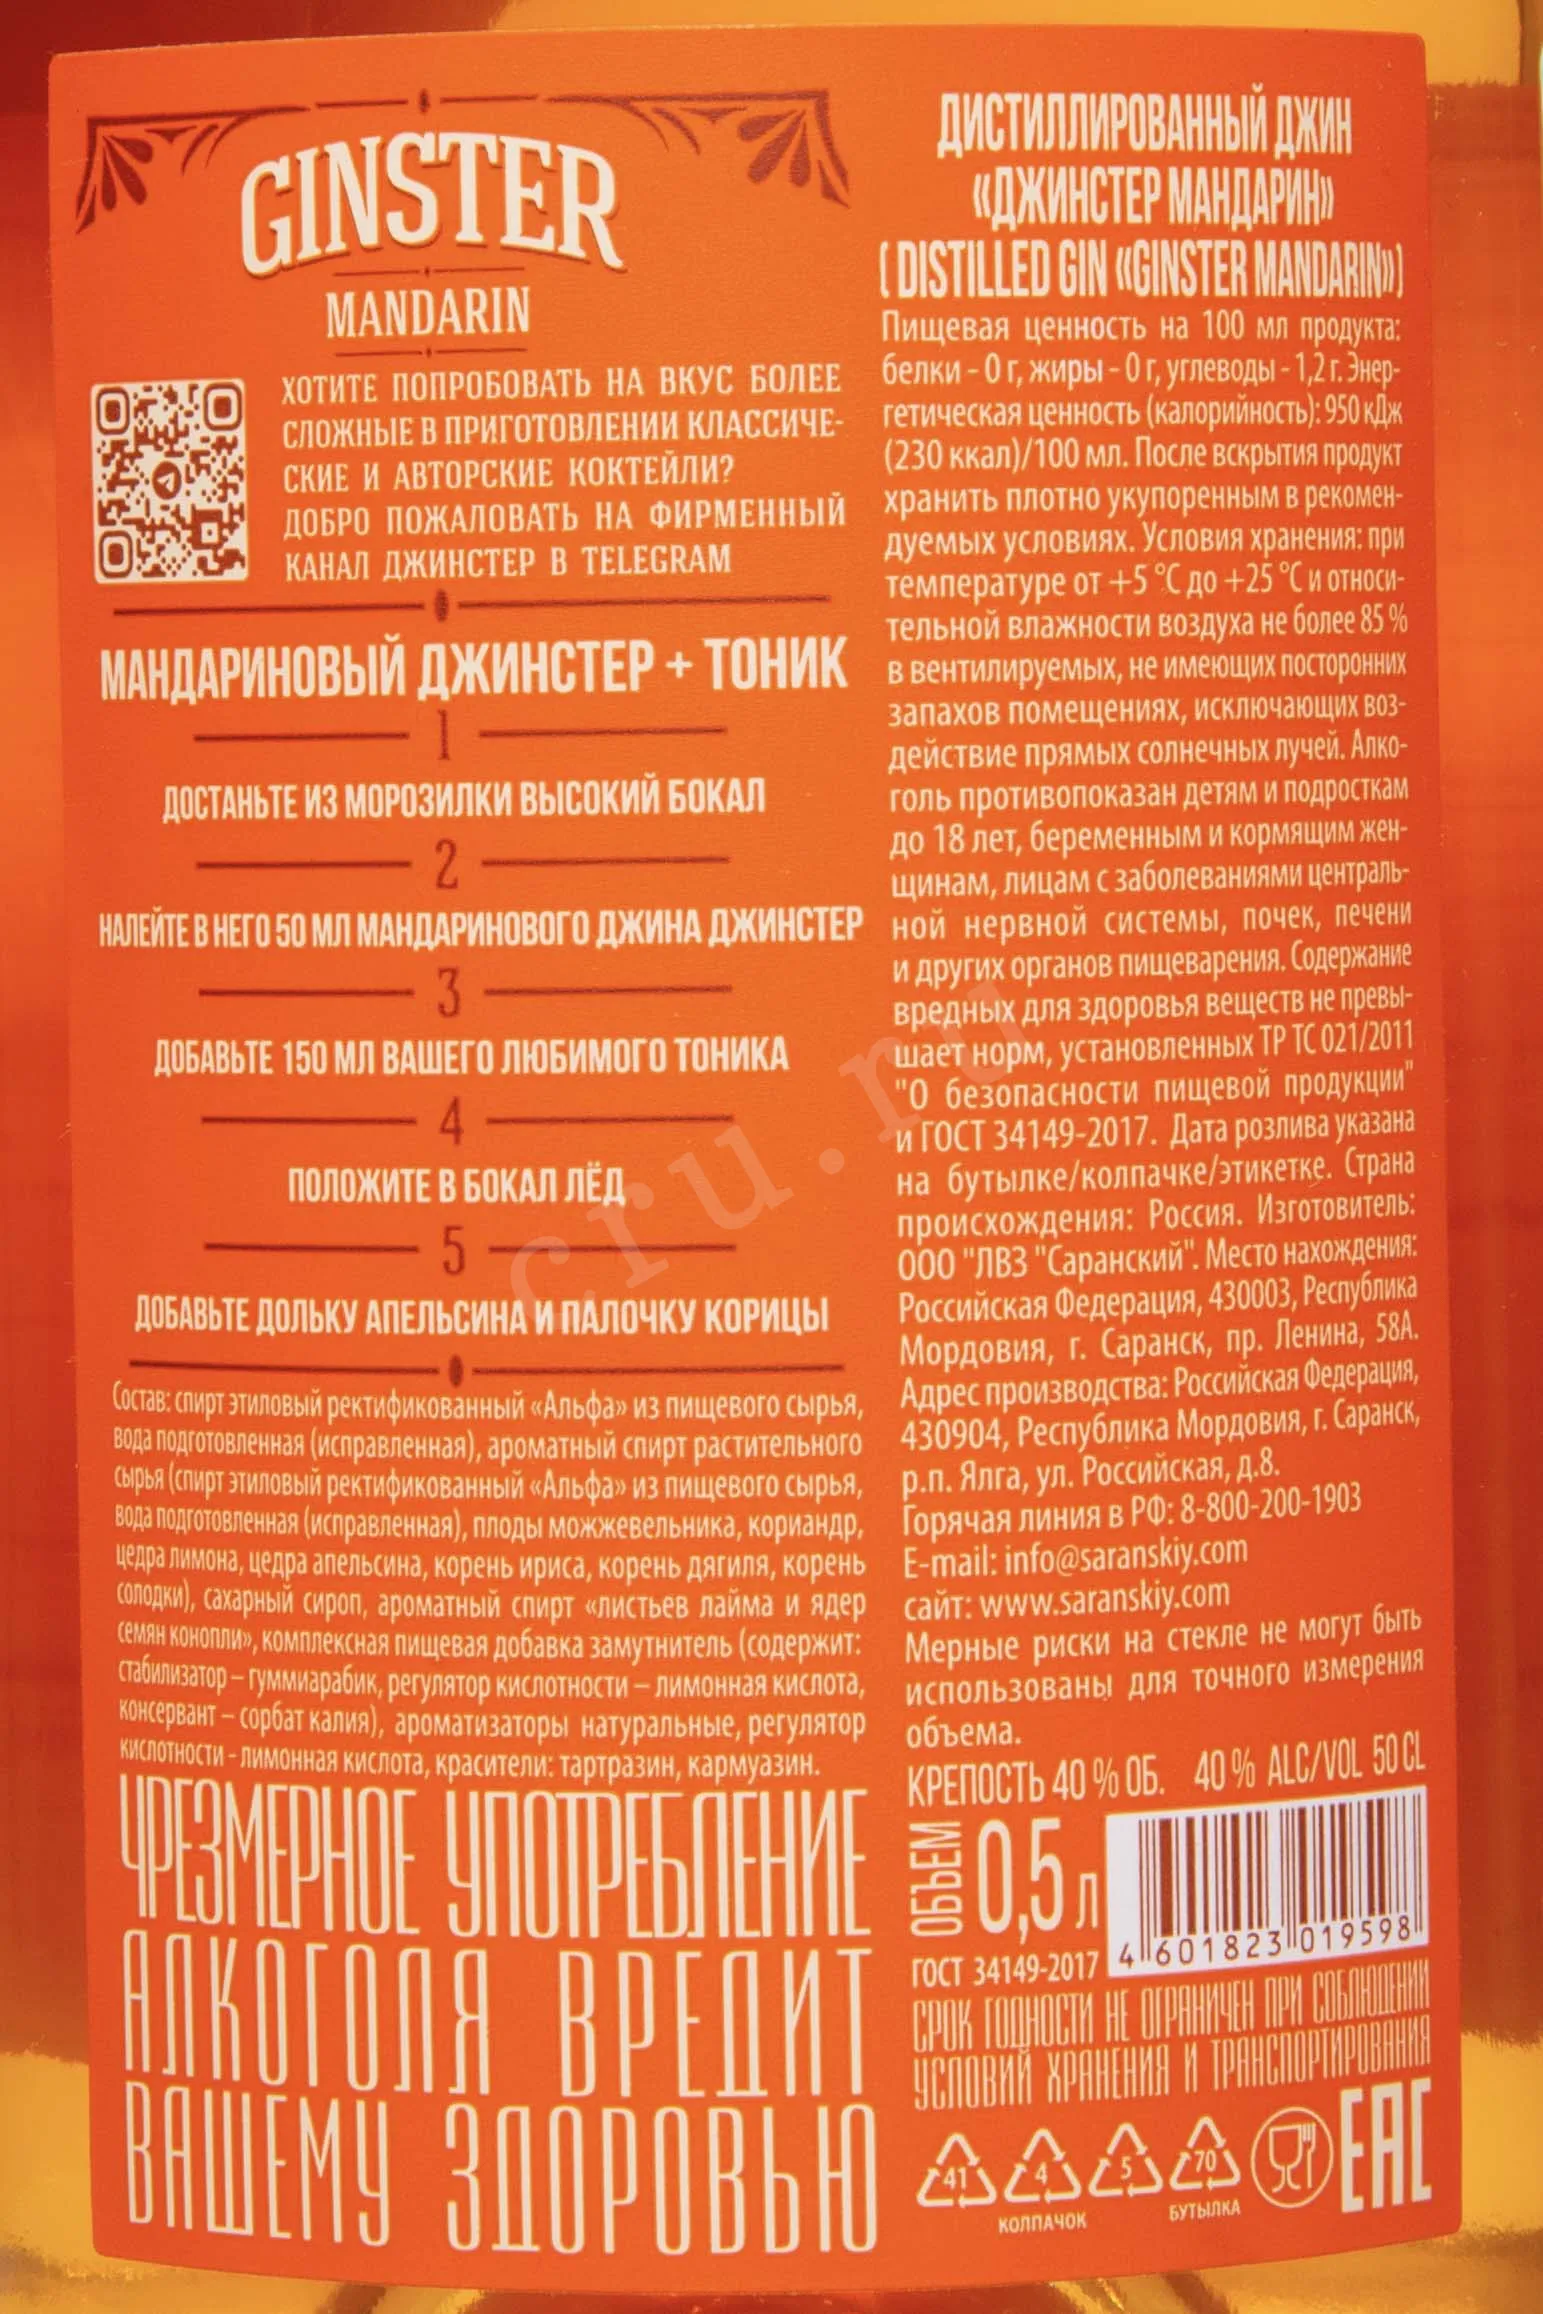 GINSTER
MANDARIN
ХОТИТЕ ПОПРОБОВАТЬ НА ВКУС БОЛЕЕ
СЛОЖНЫЕ В ПРИГОТОВЛЕНИИ КЛАССИЧЕ-
СКИЕ И АВТОРСКИЕ КОКТЕЙЛИ?
ДОБРО ПОЖАЛОВАТЬ НА ФИРМЕННЫЙ
КАНАЛ ДЖИНСТЕР В TELEGRAM
МАНДАРИНОВЫЙ ДЖИНСТЕР + ТОНИК
1
ДОСТАНЬТЕ ИЗ МОРОЗИЛКИ ВЫСОКИЙ БОКАЛ
2
НАЛЕЙТЕ В НЕГО 50 МЛ МАНДАРИНОВОГО ДЖИНА ДЖИНСТЕР
3
ДОБАВЬТЕ 150 МЛ ВАШЕГО ЛЮБИМОГО ТОНИКА
4
ПОЛОЖИТЕ В БОКАЛ ЛЁД
5
ДОБАВЬТЕ ДОЛЬКУ АПЕЛЬСИНА И ПАЛОЧКУ КОРИЦЫ
Состав: спирт этиловый ректификованный «Альфа» из пищевого сырья,
вода подготовленная (исправленная), ароматный спирт растительного
сырья (спирт этиловый ректификованный «Альфа» из пищевого сырья,
вода подготовленная (исправленная), плоды можжевельника, кориандр,
цедра лимона, цедра апельсина, корень ириса, корень дягиля, корень
солодки), сахарный сироп, ароматный спирт «листьев лайма и ядер
семян конопли», комплексная пищевая добавка замутнитель (содержит:
стабилизатор – гуммиарабик, регулятор кислотности – лимонная кислота,
консервант – сорбат калия), ароматизаторы натуральные, регулятор
кислотности - лимонная кислота, красители: тартразин, кармуазин.
ЧРЕЗМЕРНОЕ УПОТРЕБЛЕНИЕ
АЛКОГОЛЯ ВРЕДИТ
ВАШЕМУ ЗДОРОВЬЮ
ДИСТИЛЛИРОВАННЫЙ ДЖИН
«ДЖИНСТЕР МАНДАРИН»
( DISTILLED GIN «GINSTER MANDARIN»)
Пищевая ценность на 100 мл продукта:
белки - 0 г, жиры - 0 г, углеводы - 1,2 г. Энер-
гетическая ценность (калорийность): 950 кДж
(230 ккал)/100 мл. После вскрытия продукт
хранить плотно укупоренным в рекомен-
дуемых условиях. Условия хранения: при
температуре от +5 °С до +25 °С и относи-
тельной влажности воздуха не более 85 %
в вентилируемых, не имеющих посторонних
запахов помещениях, исключающих воз-
действие прямых солнечных лучей. Алко-
голь противопоказан детям и подросткам
до 18 лет, беременным и кормящим жен-
щинам, лицам с заболеваниями централь-
ной нервной системы, почек, печени
и других органов пищеварения. Содержание
вредных для здоровья веществ не превы-
шает норм, установленных ТР ТС 021/2011
"О безопасности пищевой продукции"
и ГОСТ 34149-2017. Дата розлива указана
на бутылке/колпачке/этикетке. Страна
происхождения: Россия. Изготовитель:
ООО "ЛВЗ "Саранский". Место нахождения:
Российская Федерация, 430003, Республика
Мордовия, г. Саранск, пр. Ленина, 58А.
Адрес производства: Российская Федерация,
430904, Республика Мордовия, г. Саранск,
р.п. Ялга, ул. Российская, д.8.
Горячая линия в РФ: 8-800-200-1903
E-mail: info@saranskiy.com
сайт: www.saranskiy.com
Мерные риски на стекле не могут быть
использованы для точного измерения
объема.
КРЕПОСТЬ 40 % ОБ. 40 % ALC/VOL 50 CL
ОБЪЕМ 0,5 л
4 601823 019598
ГОСТ 34149-2017
СРОК ГОДНОСТИ НЕ ОГРАНИЧЕН ПРИ СОБЛЮДЕНИИ
УСЛОВИЙ ХРАНЕНИЯ И ТРАНСПОРТИРОВАНИЯ
41 4 5 70 EAC
КОЛПАЧОК БУТЫЛКА
cru.ru